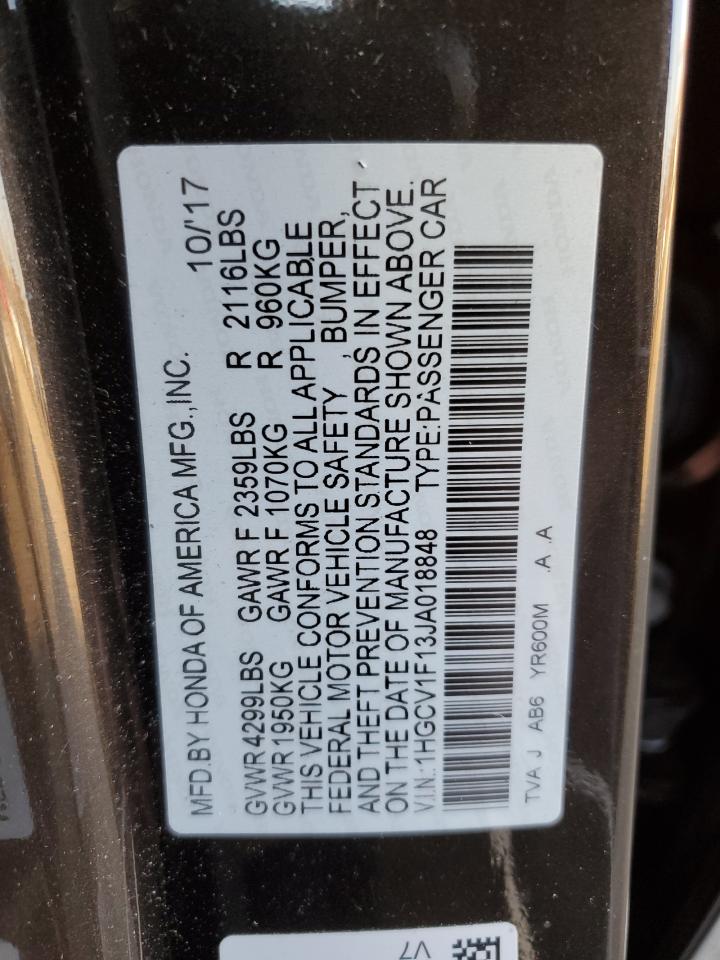 MFD.BY HONDA OF AMERICA MFG.,INC. 10/'17
GVWR 4299LBS GAWR F 2359LBS R 2116LBS
GVWR 1950KG GAWR F 1070KG R 960KG
THIS VEHICLE CONFORMS TO ALL APPLICABLE
FEDERAL MOTOR VEHICLE SAFETY , BUMPER,
AND THEFT PREVENTION STANDARDS IN EFFECT
ON THE DATE OF MANUFACTURE SHOWN ABOVE.
V.I.N.:1HGCV1F13JA018848 TYPE:PASSENGER CAR
TVA J AB6 YR600M .A .A